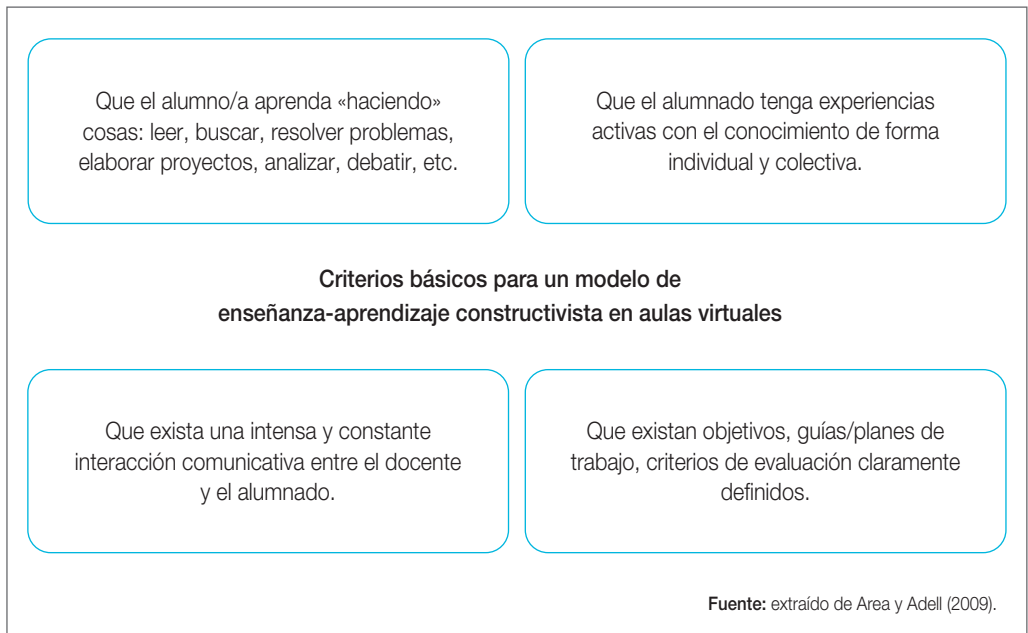 Que el alumno/a aprenda «haciendo»
cosas: leer, buscar, resolver problemas,
elaborar proyectos, analizar, debatir, etc.
Que el alumnado tenga experiencias
activas con el conocimiento de forma
individual y colectiva.
Criterios básicos para un modelo de
enseñanza-aprendizaje constructivista en aulas virtuales
Que exista una intensa y constante
interacción comunicativa entre el docente
y el alumnado.
Que existan objetivos, guías/planes de
trabajo, criterios de evaluación claramente
definidos.
Fuente: extraído de Area y Adell (2009).